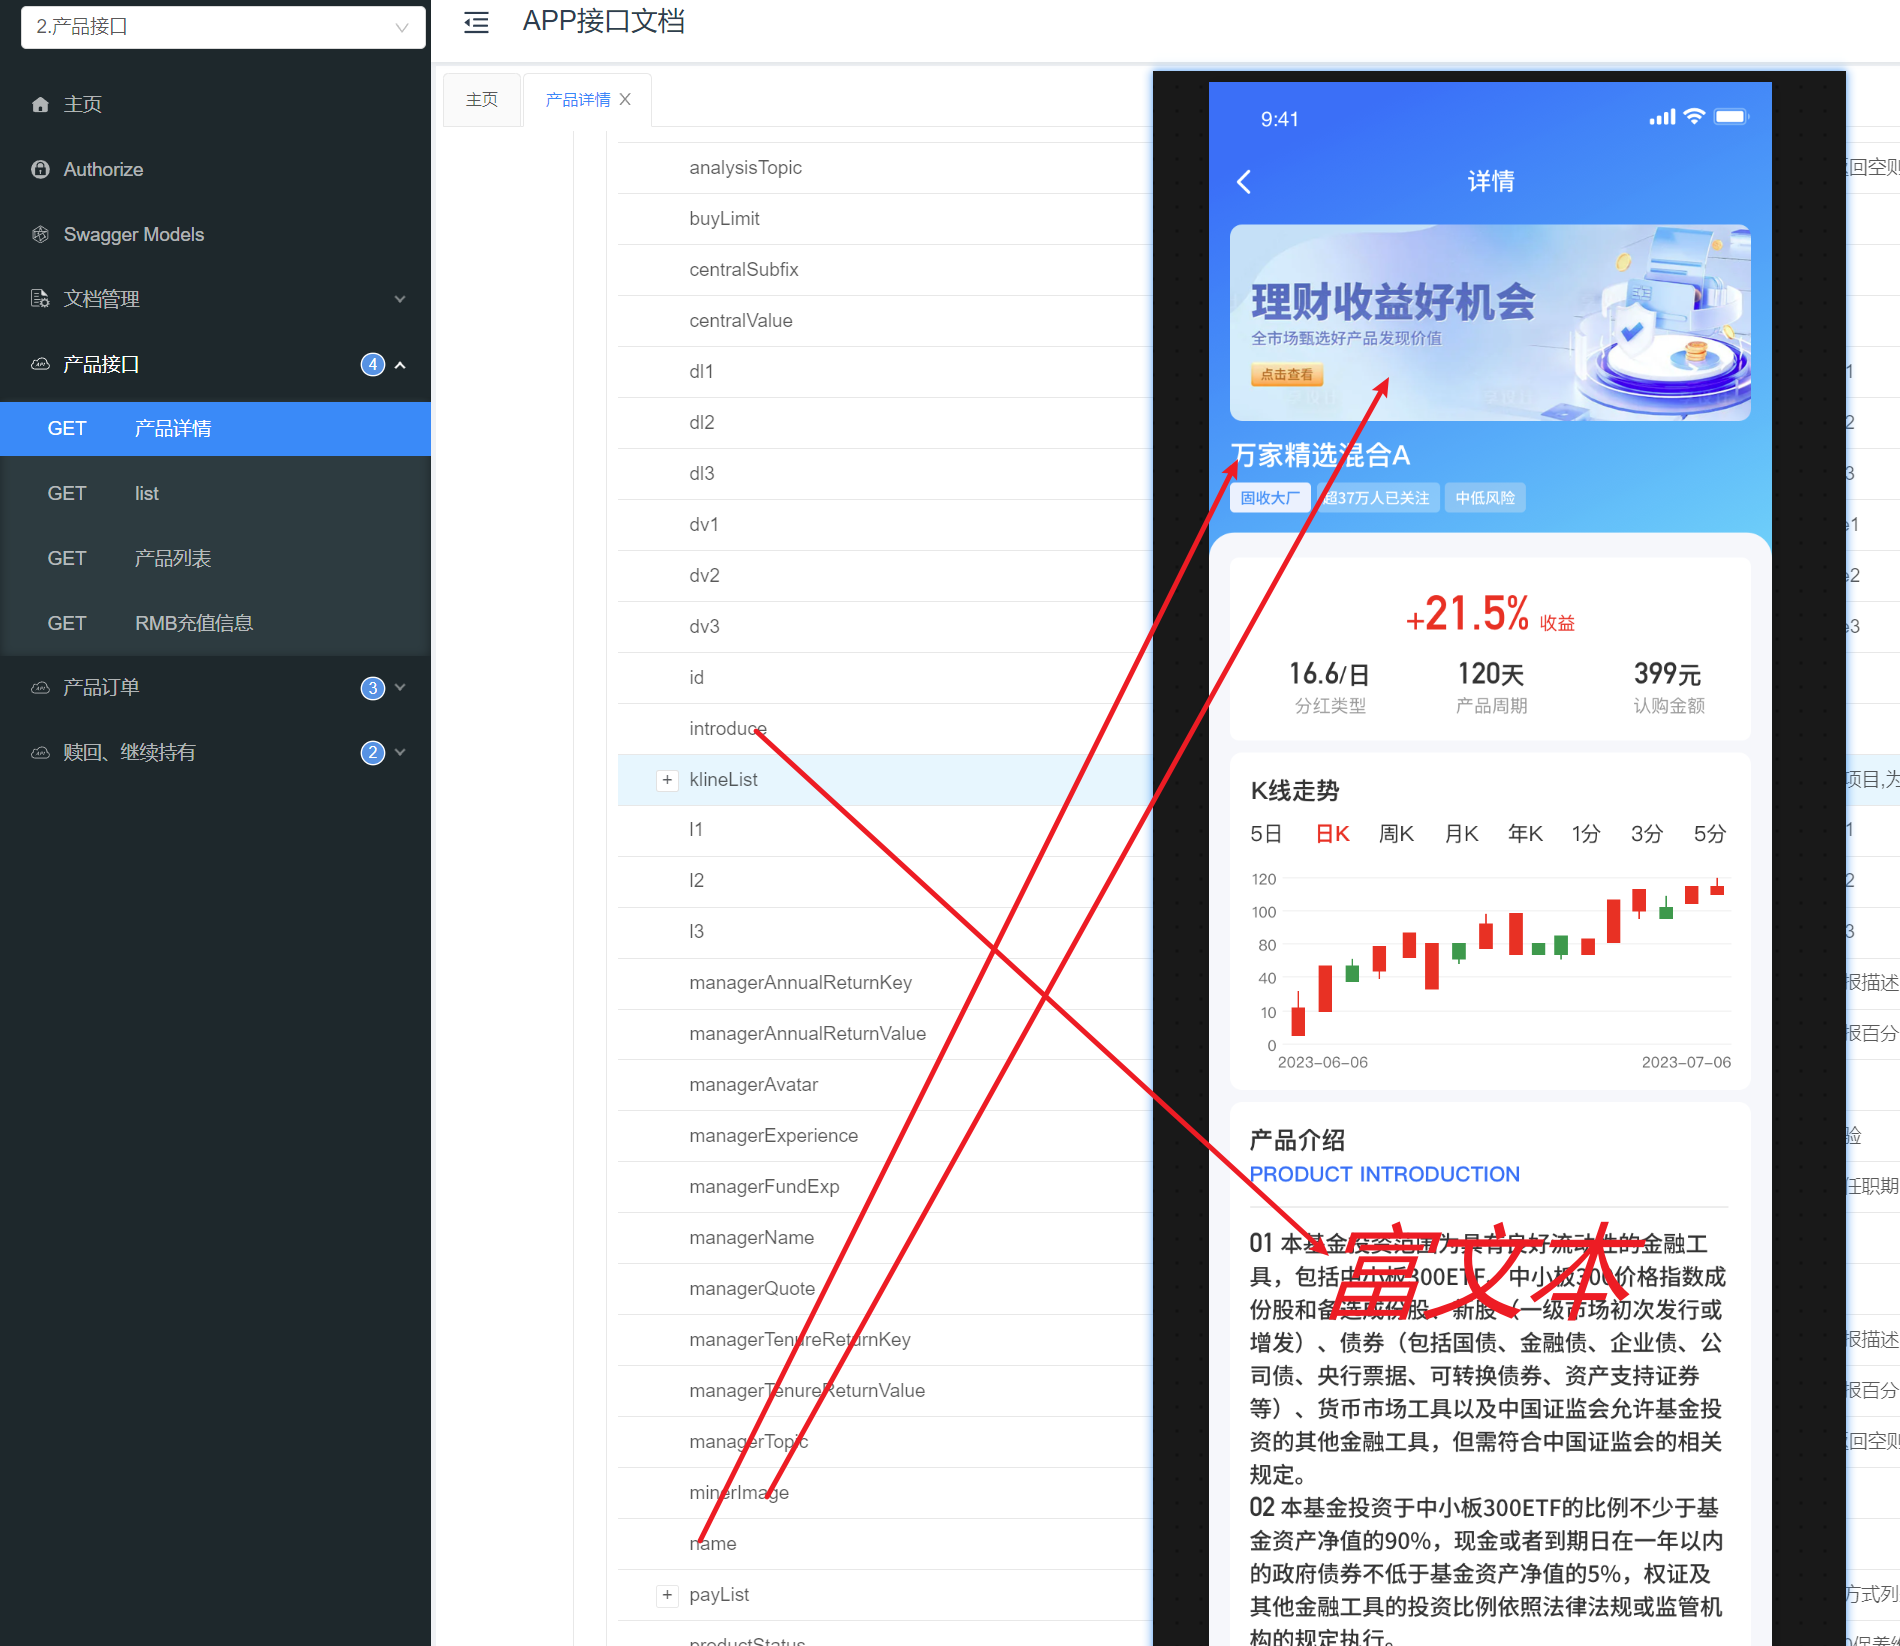 2.产品接口
主页
Authorize
Swagger Models
文档管理
产品接口
4
GET 产品详情
GET list
GET 产品列表
GET RMB充值信息
产品订单
3
赎回、继续持有
2
APP接口文档
主页
产品详情
analysisTopic
buyLimit
centralSubfix
centralValue
dl1
dl2
dl3
dv1
dv2
dv3
id
introduce
+ klineList
l1
l2
l3
managerAnnualReturnKey
managerAnnualReturnValue
managerAvatar
managerExperience
managerFundExp
managerName
managerQuote
managerTenureReturnKey
managerTenureReturnValue
managerTopic
minerImage
name
+ payList
productStatus
9:41
详情
理财收益好机会
全市场甄选好产品发现价值
点击查看
万家精选混合A
固收大厂 超37万人已关注 中低风险
+21.5% 收益
16.6/日 120天 399元
分红类型 产品周期 认购金额
K线走势
5日 日K 周K 月K 年K 1分 3分 5分
120
100
80
40
10
0
2023-06-06 2023-07-06
产品介绍
PRODUCT INTRODUCTION
富文本
01 本基金投资范围为具有良好流动性的金融工
具，包括中小板300ETF、中小板300价格指数成
份股和备选成份股、新股（一级市场初次发行或
增发）、债券（包括国债、金融债、企业债、公
司债、央行票据、可转换债券、资产支持证券
等）、货币市场工具以及中国证监会允许基金投
资的其他金融工具，但需符合中国证监会的相关
规定。
02 本基金投资于中小板300ETF的比例不少于基
金资产净值的90%，现金或者到期日在一年以内
的政府债券不低于基金资产净值的5%，权证及
其他金融工具的投资比例依照法律法规或监管机
构的规定执行。
回空则
1
2
3
e1
e2
e3
项目,为
1
2
3
报描述
报百分
验
任职期
报描述
报百分
回空则
方式列